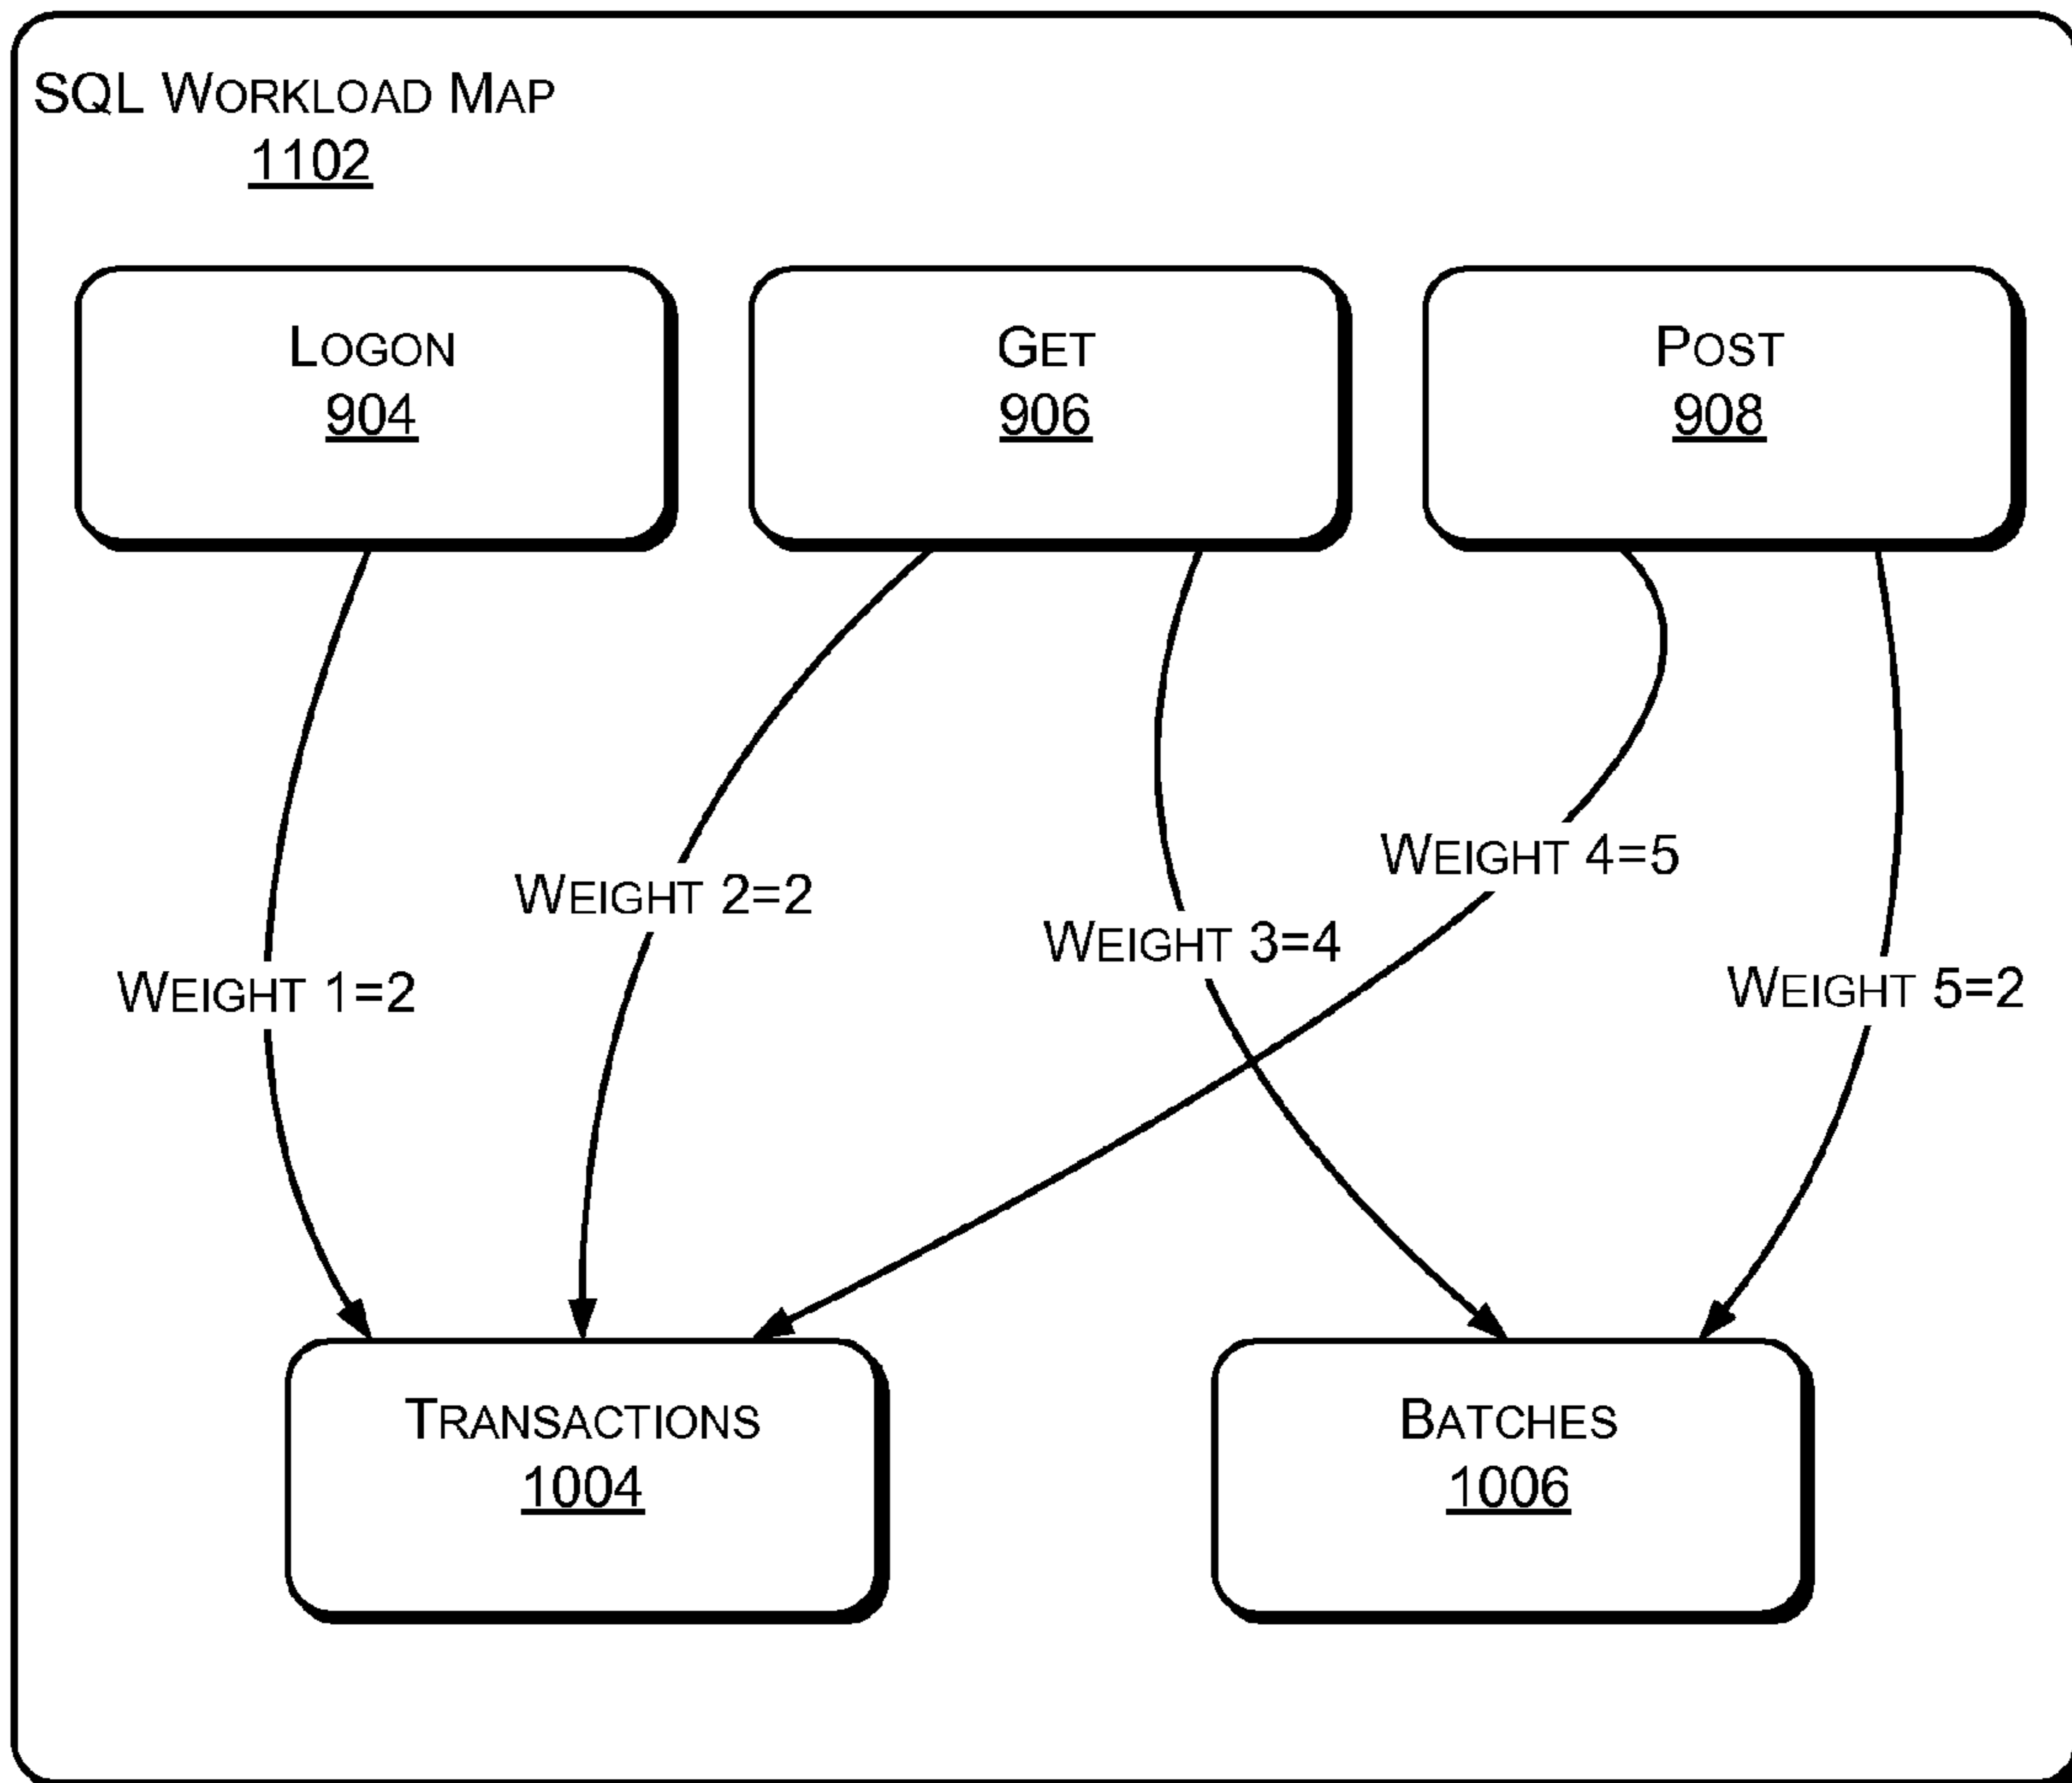 SQL WORKLOAD MAP
1102
LOGON
904
GET
906
POST
908
WEIGHT 4=5
WEIGHT 2=2
WEIGHT 3=4
WEIGHT 1=2
WEIGHT 5=2
TRANSACTIONS
1004
BATCHES
1006